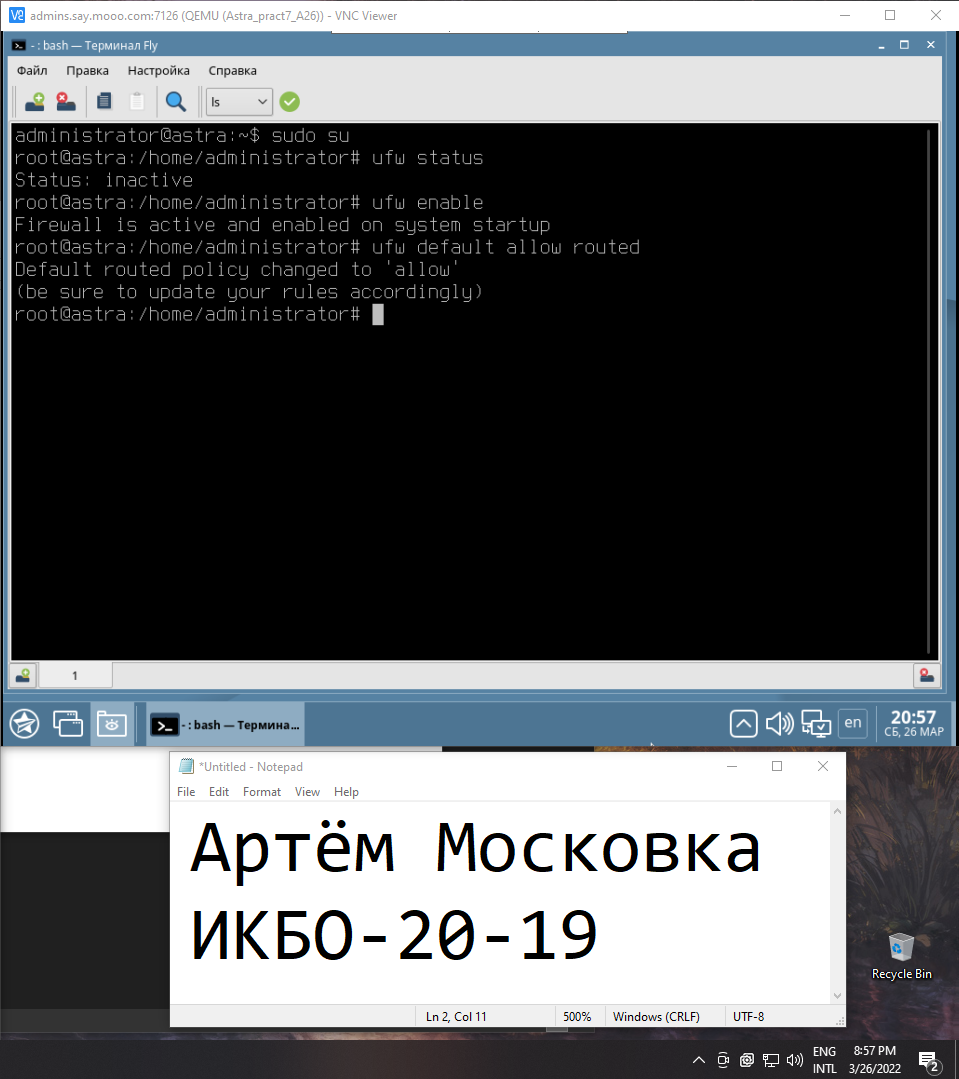 admins.say.mooo.com:7126 (QEMU (Astra_pract7_A26)) - VNC Viewer
- : bash — Терминал Fly
Файл Правка Настройка Справка
ls
administrator@astra:~$ sudo su
root@astra:/home/administrator# ufw status
Status: inactive
root@astra:/home/administrator# ufw enable
Firewall is active and enabled on system startup
root@astra:/home/administrator# ufw default allow routed
Default routed policy changed to 'allow'
(be sure to update your rules accordingly)
root@astra:/home/administrator#
1
- : bash — Термина...
en
20:57
СБ, 26 МАР
*Untitled - Notepad
File Edit Format View Help
Артём Московка
ИКБО-20-19
Recycle Bin
Ln 2, Col 11 500% Windows (CRLF) UTF-8
ENG
INTL
8:57 PM
3/26/2022
2